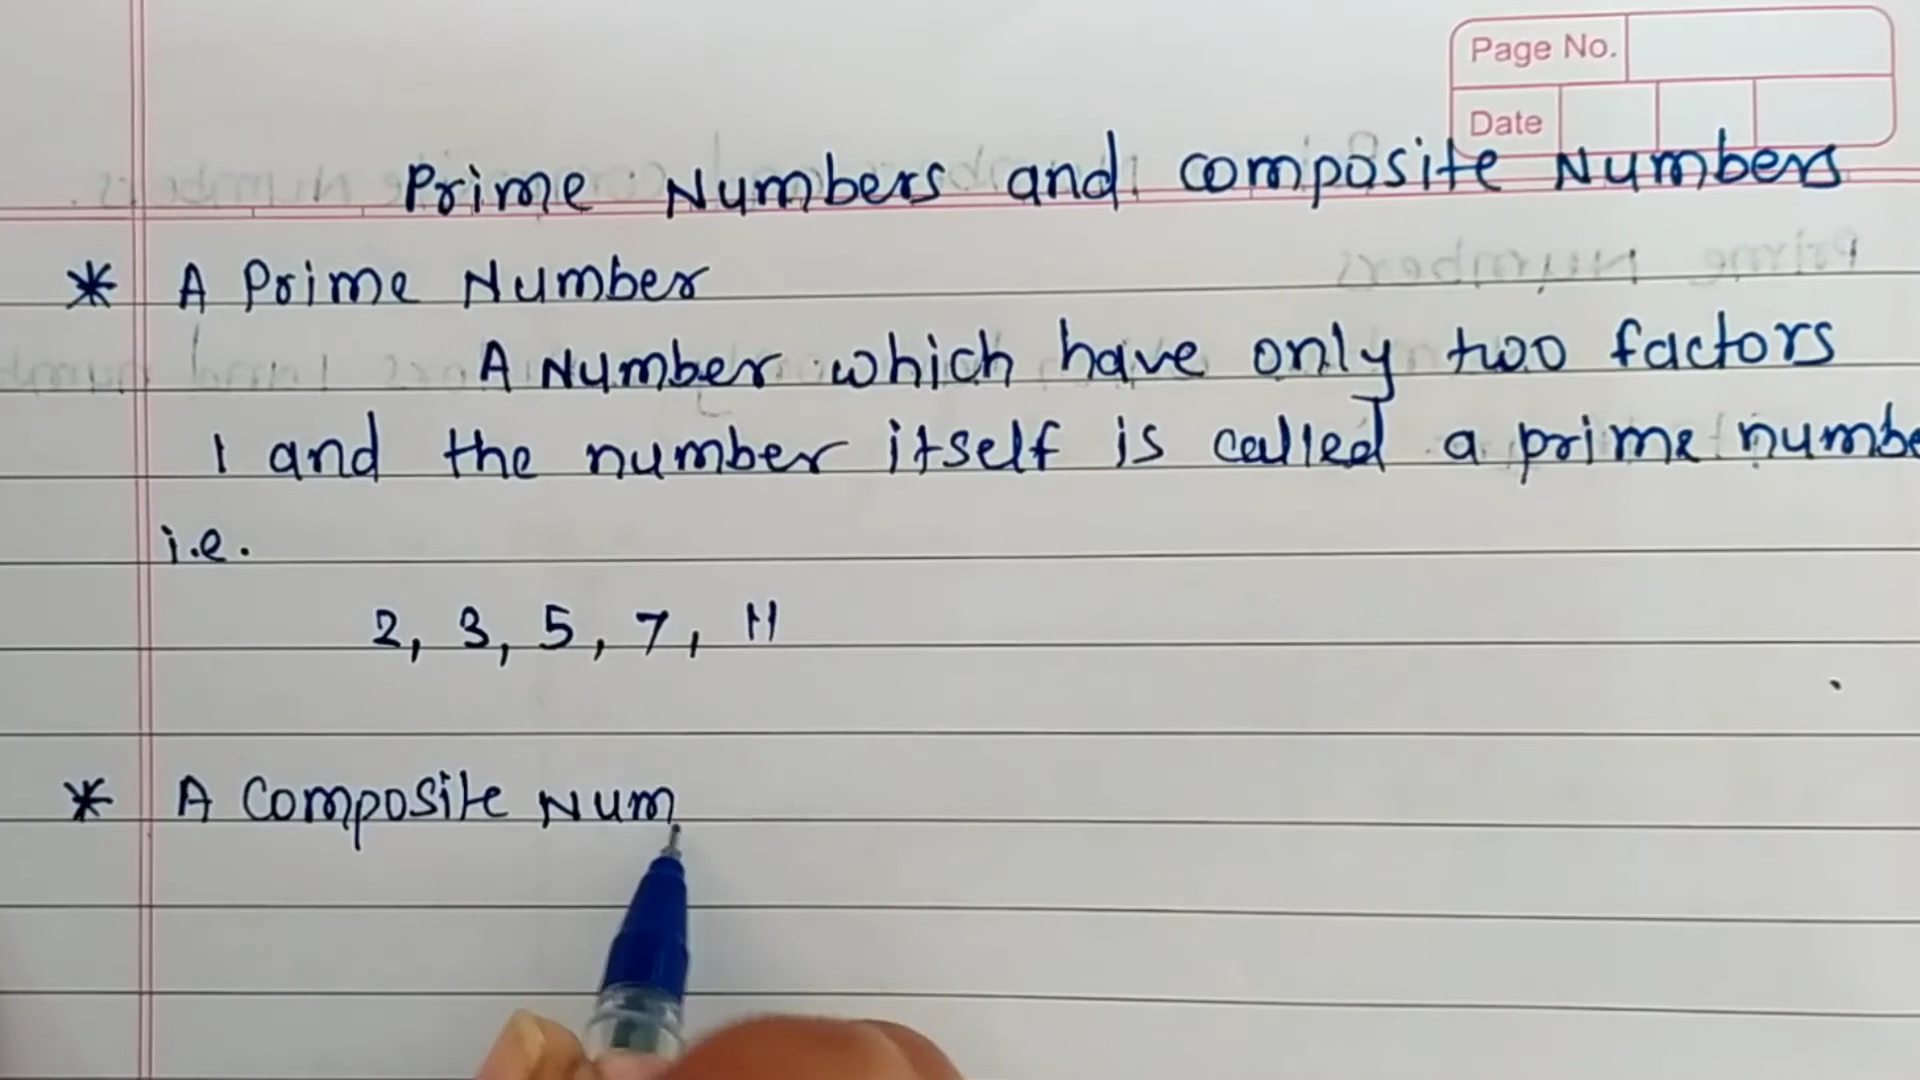 Page No.
Date
Prime Numbers and composite Numbers
* A Prime Number
A Number which have only two factors
1 and the number itself is called a prime numbe
i.e.
2, 3, 5, 7, 11
* A Composite Num